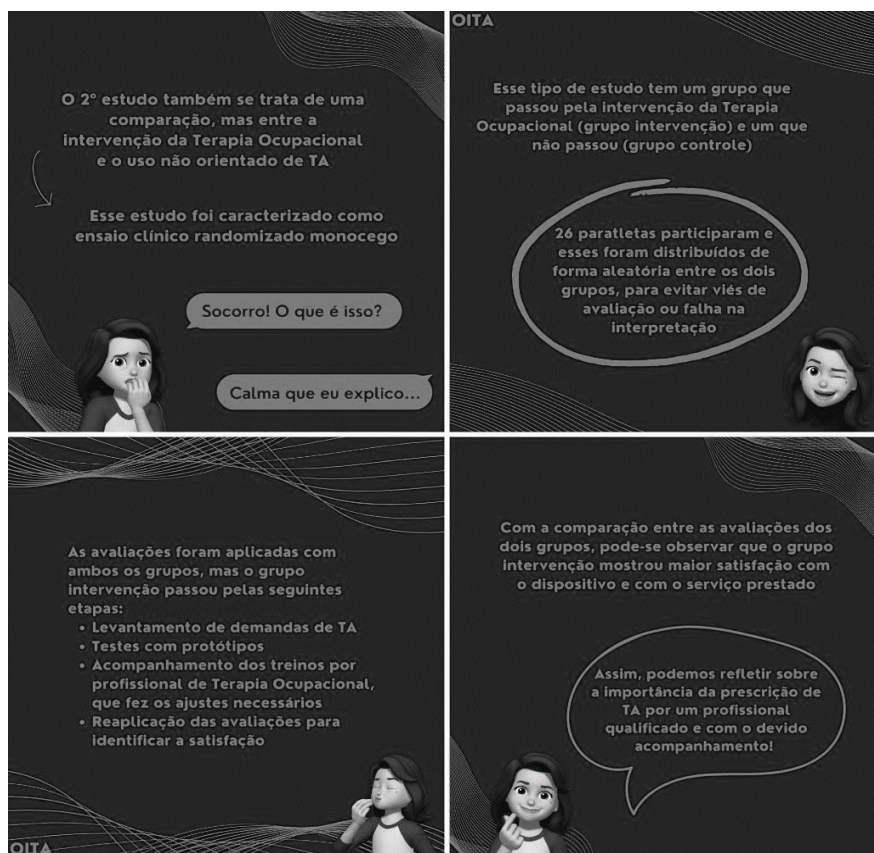 O 2º estudo também se trata de uma
comparação, mas entre a
intervenção da Terapia Ocupacional
e o uso não orientado de TA
Esse estudo foi caracterizado como
ensaio clínico randomizado monocego
Socorro! O que é isso?
Calma que eu explico...
OITA
Esse tipo de estudo tem um grupo que
passou pela intervenção da Terapia
Ocupacional (grupo intervenção) e um que
não passou (grupo controle)
26 paratletas participaram e
esses foram distribuídos de
forma aleatória entre os dois
grupos, para evitar viés de
avaliação ou falha na
interpretação
As avaliações foram aplicadas com
ambos os grupos, mas o grupo
intervenção passou pelas seguintes
etapas:
• Levantamento de demandas de TA
• Testes com protótipos
• Acompanhamento dos treinos por
profissional de Terapia Ocupacional,
que fez os ajustes necessários
• Reaplicação das avaliações para
identificar a satisfação
OITA
Com a comparação entre as avaliações dos
dois grupos, pode-se observar que o grupo
intervenção mostrou maior satisfação com
o dispositivo e com o serviço prestado
Assim, podemos refletir sobre
a importância da prescrição de
TA por um profissional
qualificado e com o devido
acompanhamento!